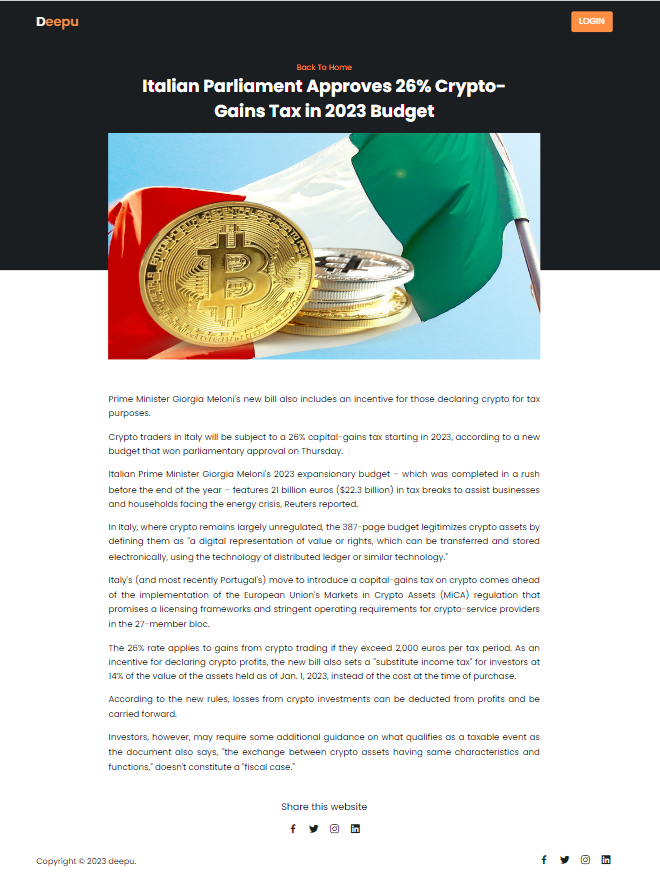 Deepu
LOGIN
Back To Home
Italian Parliament Approves 26% Crypto-
Gains Tax in 2023 Budget
Prime Minister Giorgia Meloni's new bill also includes an incentive for those declaring crypto for tax
purposes.
Crypto traders in Italy will be subject to a 26% capital-gains tax starting in 2023, according to a new
budget that won parliamentary approval on Thursday.
Italian Prime Minister Giorgia Meloni's 2023 expansionary budget – which was completed in a rush
before the end of the year – features 21 billion euros ($22.3 billion) in tax breaks to assist businesses
and households facing the energy crisis, Reuters reported.
In Italy, where crypto remains largely unregulated, the 387-page budget legitimizes crypto assets by
defining them as "a digital representation of value or rights, which can be transferred and stored
electronically, using the technology of distributed ledger or similar technology."
Italy's (and most recently Portugal's) move to introduce a capital-gains tax on crypto comes ahead
of the implementation of the European Union's Markets in Crypto Assets (MiCA) regulation that
promises a licensing frameworks and stringent operating requirements for crypto-service providers
in the 27-member bloc.
The 26% rate applies to gains from crypto trading if they exceed 2,000 euros per tax period. As an
incentive for declaring crypto profits, the new bill also sets a "substitute income tax" for investors at
14% of the value of the assets held as of Jan. 1, 2023, instead of the cost at the time of purchase.
According to the new rules, losses from crypto investments can be deducted from profits and be
carried forward.
Investors, however, may require some additional guidance on what qualifies as a taxable event as
the document also says, "the exchange between crypto assets having same characteristics and
functions," doesn't constitute a "fiscal case."
Share this website
Copyright © 2023 deepu.